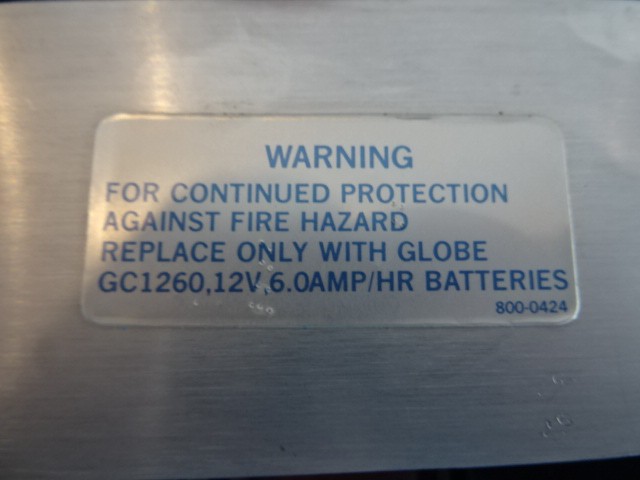 WARNING
FOR CONTINUED PROTECTION
AGAINST FIRE HAZARD
REPLACE ONLY WITH GLOBE
GC1260,12V,6.0AMP/HR BATTERIES
800-0424